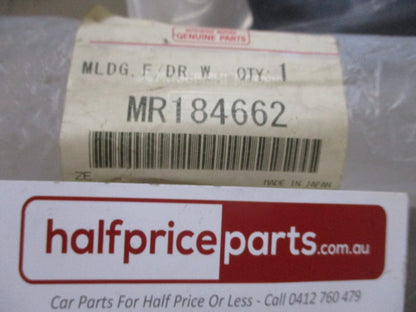 GENUINE PARTS
MLDG, F/DR W QTY: 1
MR184662
ZE
MADE IN JAPAN
halfpriceparts.com.au
Car Parts For Half Price Or Less - Call 0412 760 479